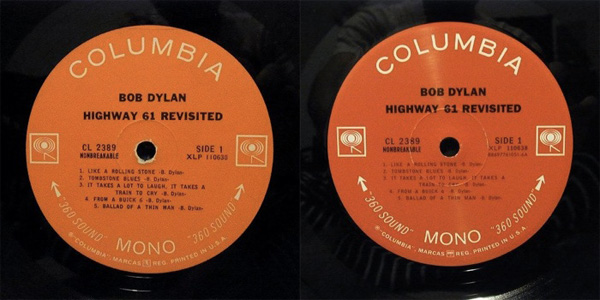 COLUMBIA
BOB DYLAN
HIGHWAY 61 REVISITED
CL 2389
NONBREAKABLE
SIDE 1
XLP 110638
1. LIKE A ROLLING STONE -B. Dylan-
2. TOMBSTONE BLUES -B. Dylan-
3. IT TAKES A LOT TO LAUGH, IT TAKES A
TRAIN TO CRY -B. Dylan-
4. FROM A BUICK 6 -B. Dylan-
5. BALLAD OF A THIN MAN -B. Dylan-
"360 SOUND" MONO "360 SOUND"
® "COLUMBIA", MARCAS REG. PRINTED IN U.S.A.
COLUMBIA
BOB DYLAN
HIGHWAY 61 REVISITED
CL 2389
NONBREAKABLE
SIDE 1
XLP 110638
1. LIKE A ROLLING STONE -B. Dylan-
2. TOMBSTONE BLUES -B. Dylan-
3. IT TAKES A LOT TO LAUGH, IT TAKES A
TRAIN TO CRY -B. Dylan-
4. FROM A BUICK 6 -B. Dylan-
5. BALLAD OF A THIN MAN -B. Dylan-
"360 SOUND" MONO "360 SOUND"
® "COLUMBIA", MARCAS REG. PRINTED IN U.S.A.